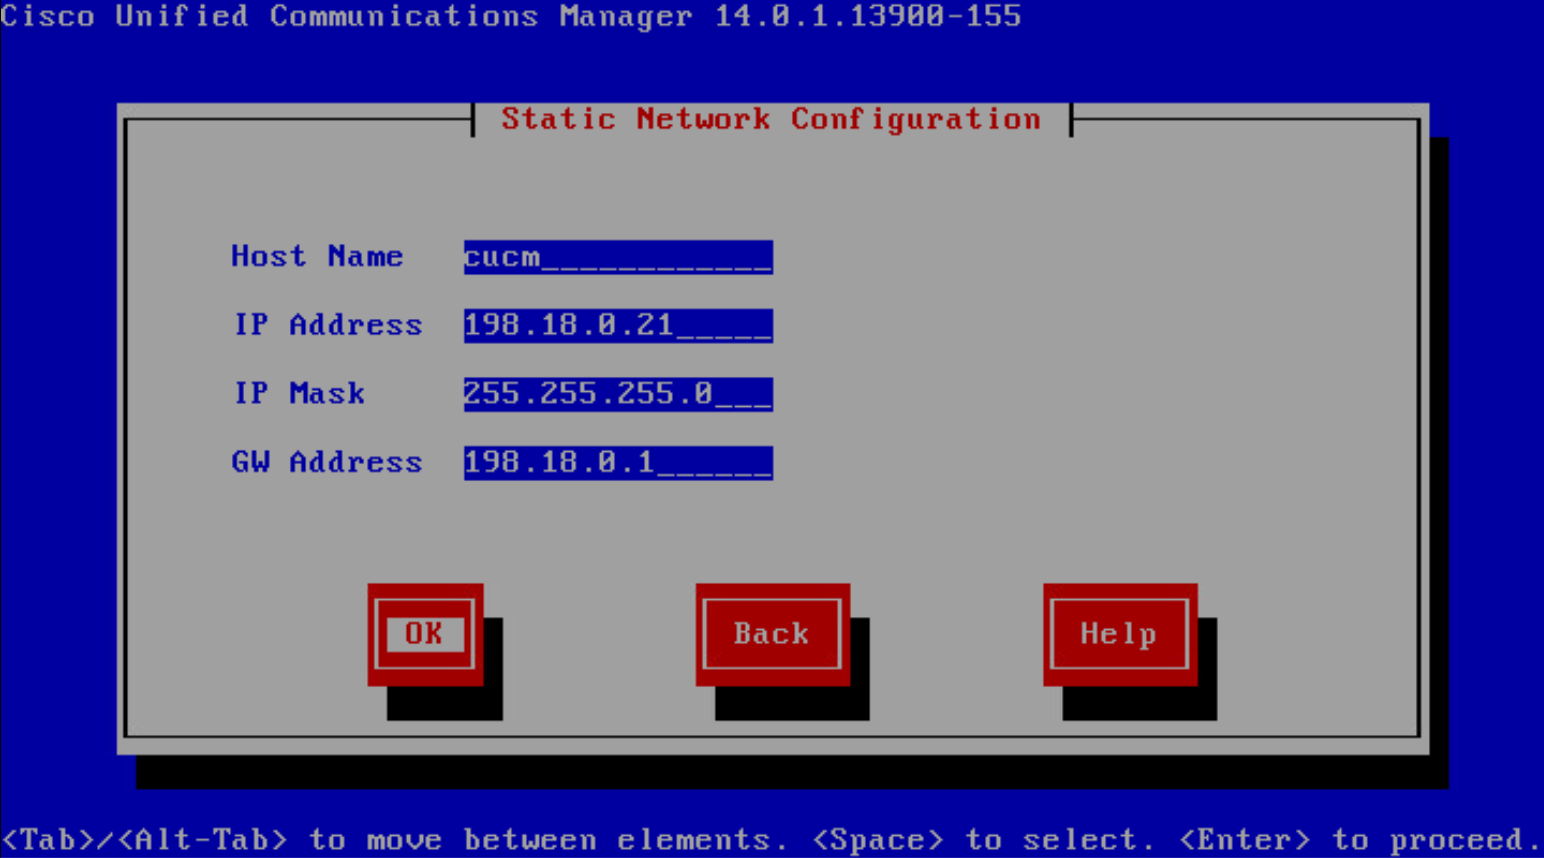 Cisco Unified Communications Manager 14.0.1.13900-155
Static Network Configuration
Host Name cucm____________
IP Address 198.18.0.21_____
IP Mask 255.255.255.0___
GW Address 198.18.0.1______
OK Back Help
<Tab>/<Alt-Tab> to move between elements. <Space> to select. <Enter> to proceed.